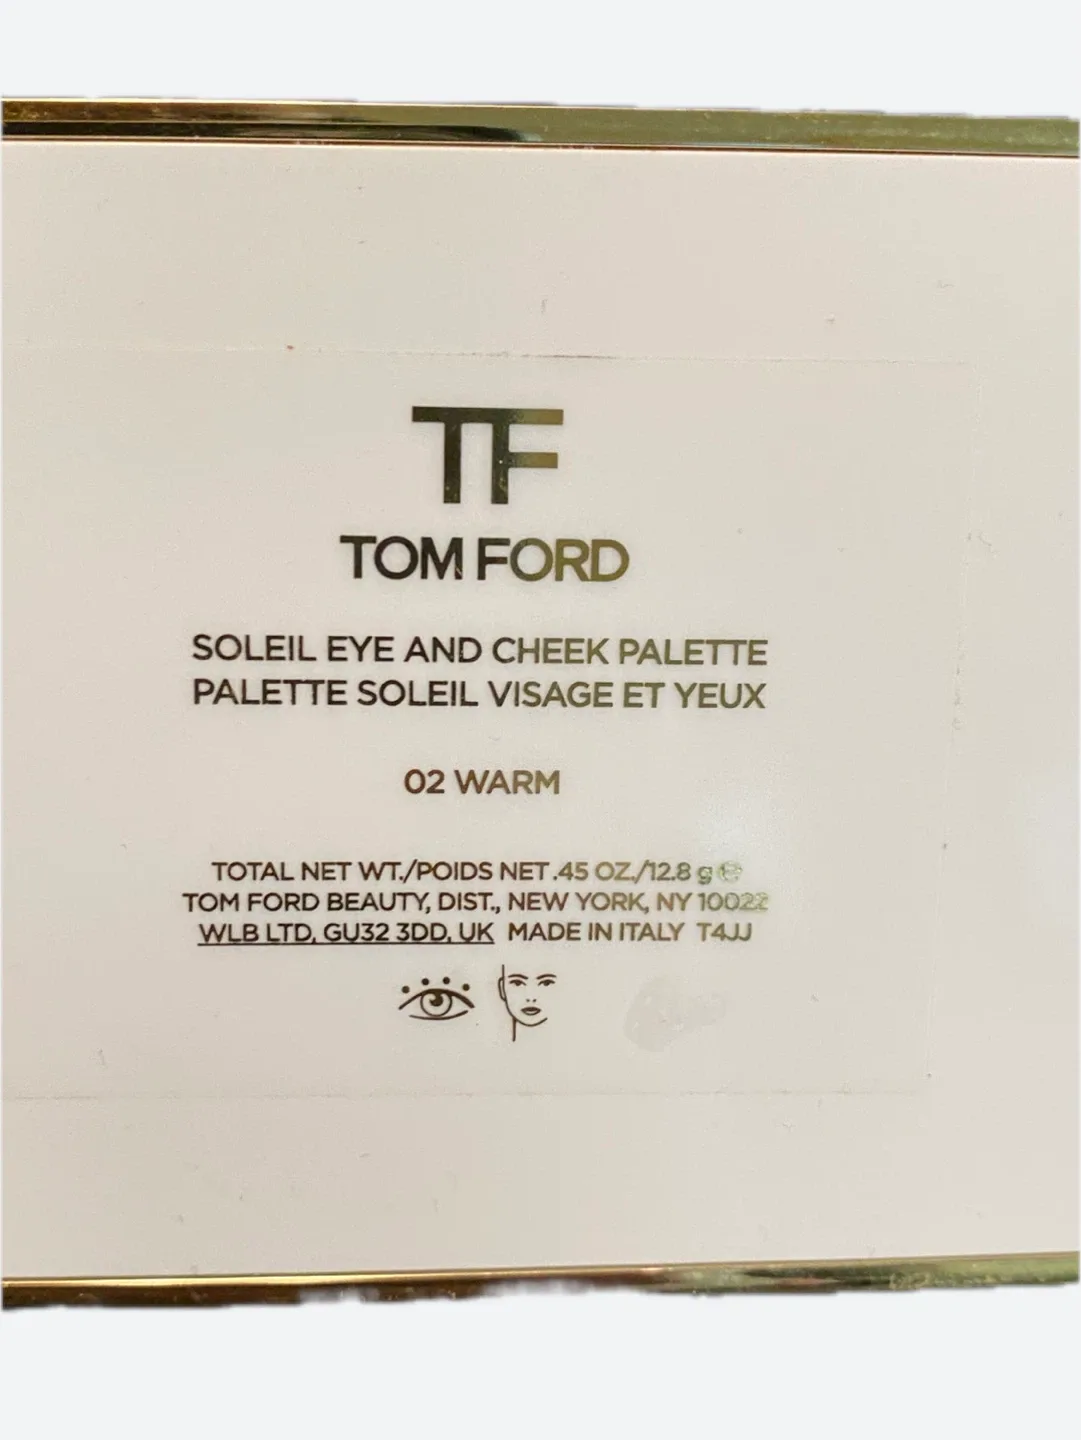 TF
TOM FORD
SOLEIL EYE AND CHEEK PALETTE
PALETTE SOLEIL VISAGE ET YEUX
02 WARM
TOTAL NET WT./POIDS NET .45 OZ./12.8 g ℮
TOM FORD BEAUTY, DIST., NEW YORK, NY 10022
WLB LTD, GU32 3DD, UK MADE IN ITALY T4JJ